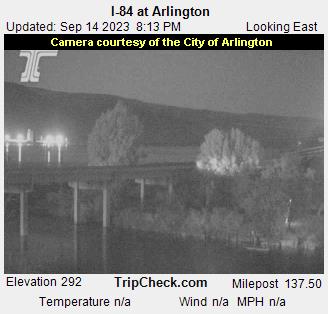 I-84 at Arlington
Updated: Sep 14 2023 8:13 PM Looking East
Camera courtesy of the City of Arlington
Elevation 292 TripCheck.com Milepost 137.50
Temperature n/a Wind n/a MPH n/a